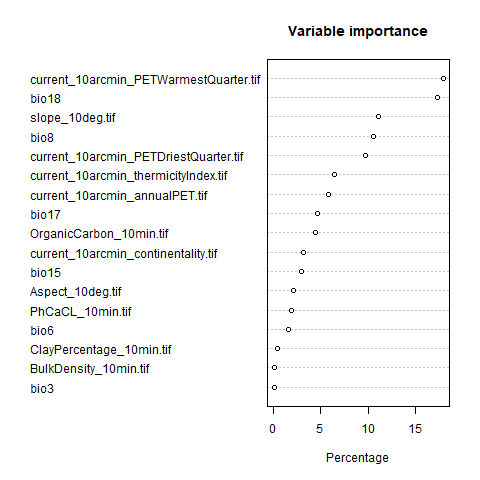 Variable importance
current_10arcmin_PETWarmestQuarter.tif
bio18
slope_10deg.tif
bio8
current_10arcmin_PETDriestQuarter.tif
current_10arcmin_thermicityIndex.tif
current_10arcmin_annualPET.tif
bio17
OrganicCarbon_10min.tif
current_10arcmin_continentality.tif
bio15
Aspect_10deg.tif
PhCaCL_10min.tif
bio6
ClayPercentage_10min.tif
BulkDensity_10min.tif
bio3
0 5 10 15
Percentage